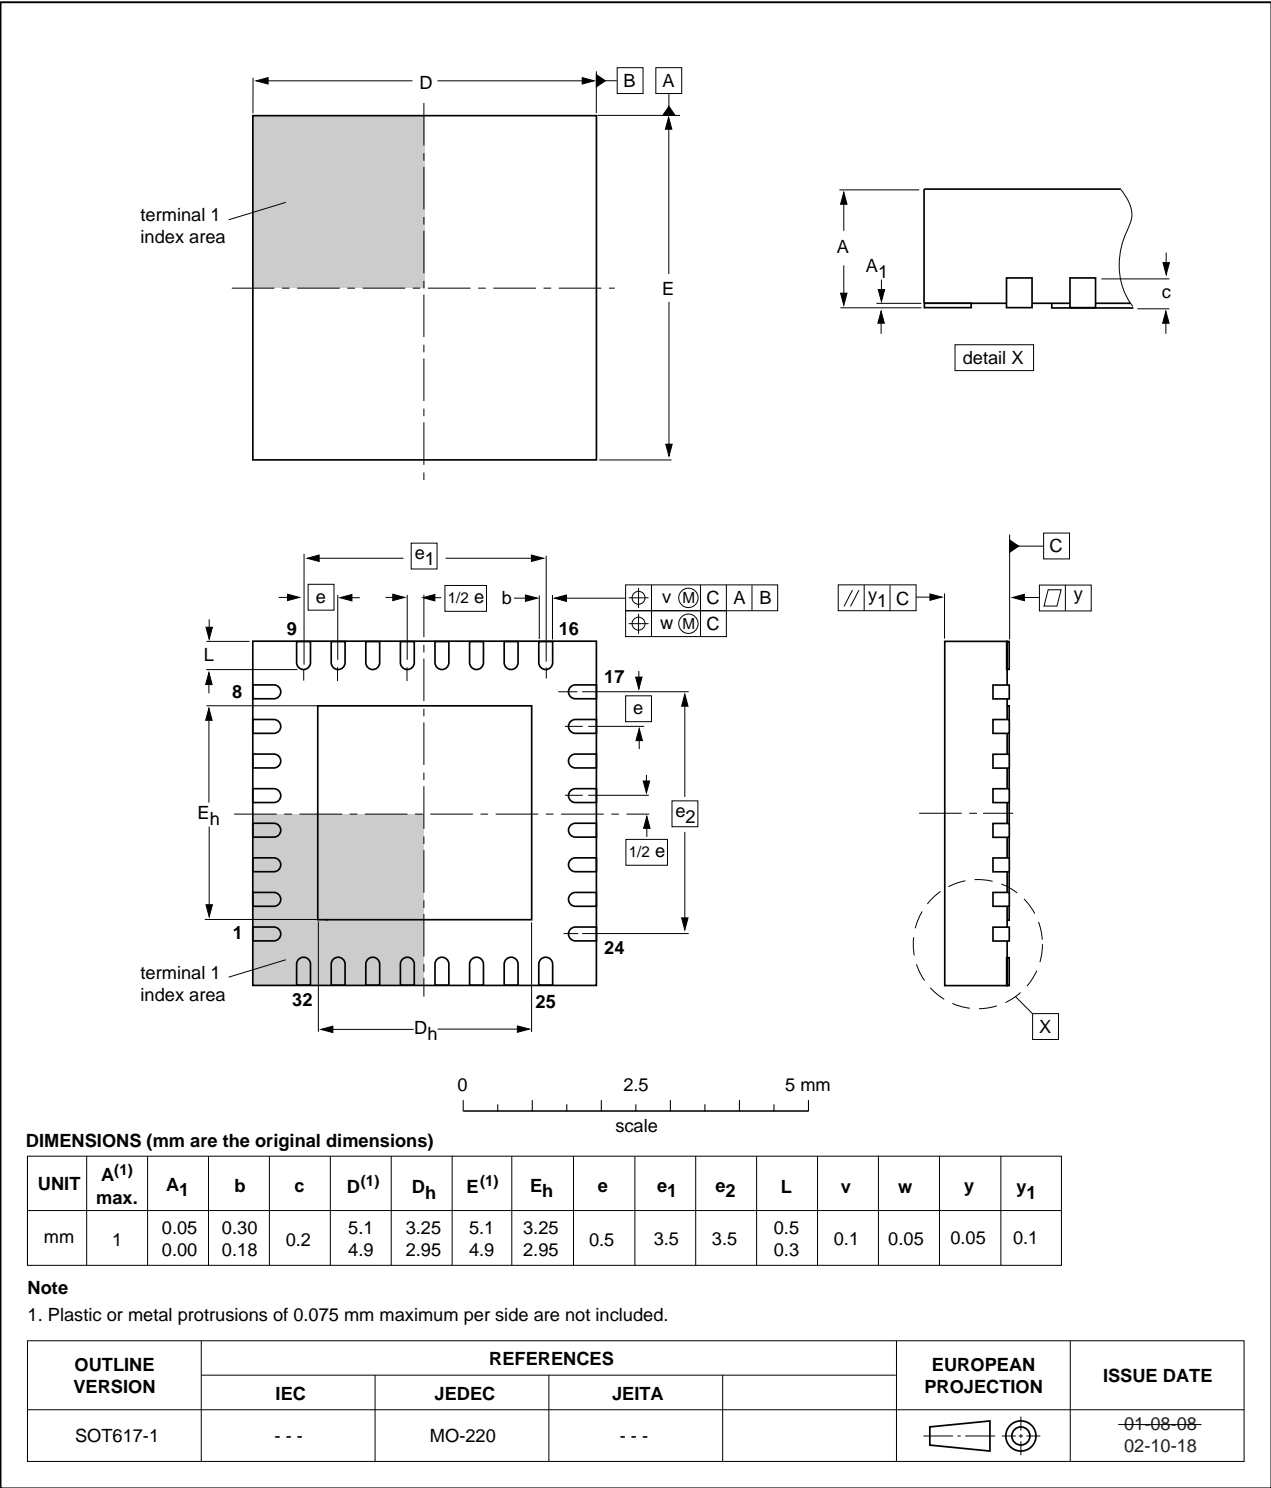 D
B
A
terminal 1
index area
E
A
A1
c
detail X
e1
C
e
1/2 e
b
⌖ v Ⓜ C A B
⌖ w Ⓜ C
// y1 C
▱ y
9
16
L
8
17
e
Eh
e2
1/2 e
1
24
terminal 1
index area
32
25
Dh
X
0 2.5 5 mm
scale
DIMENSIONS (mm are the original dimensions)
UNIT A(1) max. A1 b c D(1) Dh E(1) Eh e e1 e2 L v w y y1
mm 1 0.05 0.00 0.30 0.18 0.2 5.1 4.9 3.25 2.95 5.1 4.9 3.25 2.95 0.5 3.5 3.5 0.5 0.3 0.1 0.05 0.05 0.1
Note
1. Plastic or metal protrusions of 0.075 mm maximum per side are not included.
OUTLINE VERSION
REFERENCES
EUROPEAN PROJECTION
ISSUE DATE
IEC JEDEC JEITA
SOT617-1 - - - MO-220 - - -
01-08-08
02-10-18